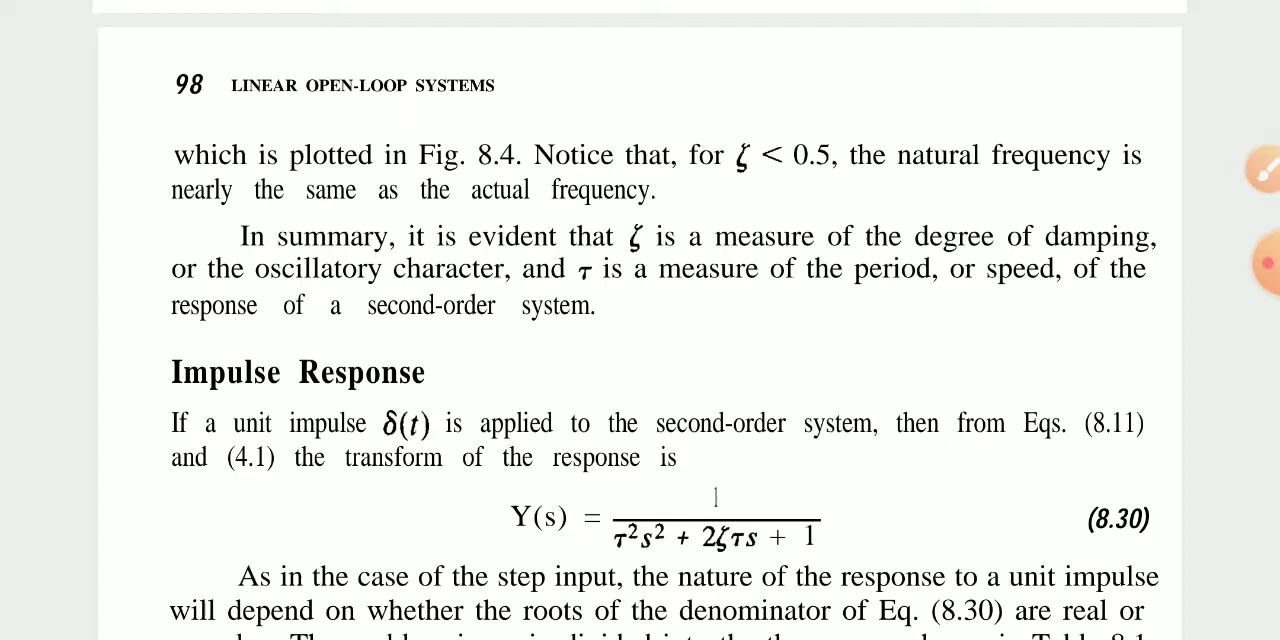 98 LINEAR OPEN-LOOP SYSTEMS
which is plotted in Fig. 8.4. Notice that, for ζ < 0.5, the natural frequency is
nearly the same as the actual frequency.
In summary, it is evident that ζ is a measure of the degree of damping,
or the oscillatory character, and τ is a measure of the period, or speed, of the
response of a second-order system.
Impulse Response
If a unit impulse δ(t) is applied to the second-order system, then from Eqs. (8.11)
and (4.1) the transform of the response is
Y(s) = 1 / (τ²s² + 2ζτs + 1) (8.30)
As in the case of the step input, the nature of the response to a unit impulse
will depend on whether the roots of the denominator of Eq. (8.30) are real or